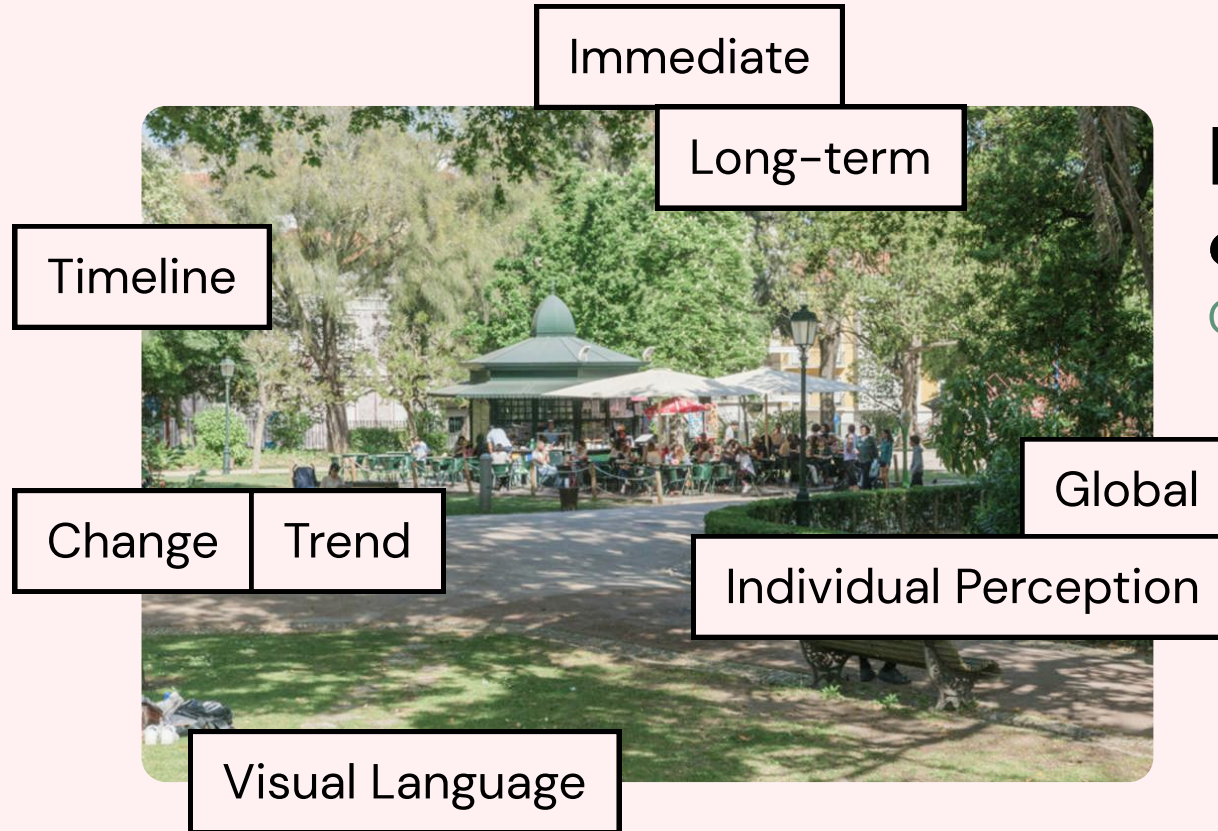 Immediate
Long-term
Timeline
Global
Change Trend
Individual Perception
Visual Language